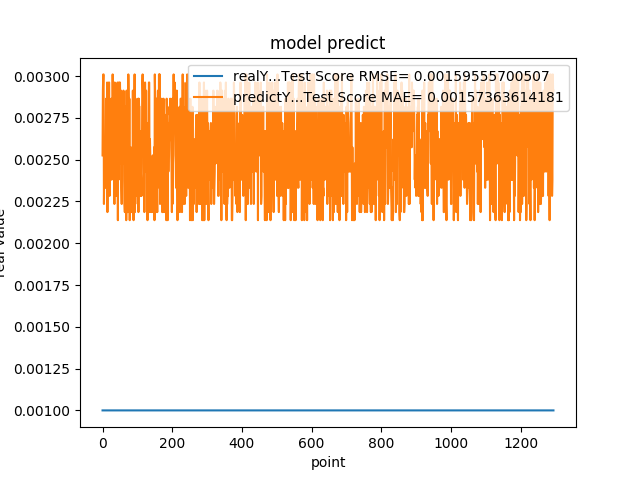 model predict
realY...Test Score RMSE= 0.00159555700507
predictY...Test Score MAE= 0.00157363614181
0.00300
0.00275
0.00250
0.00225
0.00200
0.00175
0.00150
0.00125
0.00100
real value
0 200 400 600 800 1000 1200
point